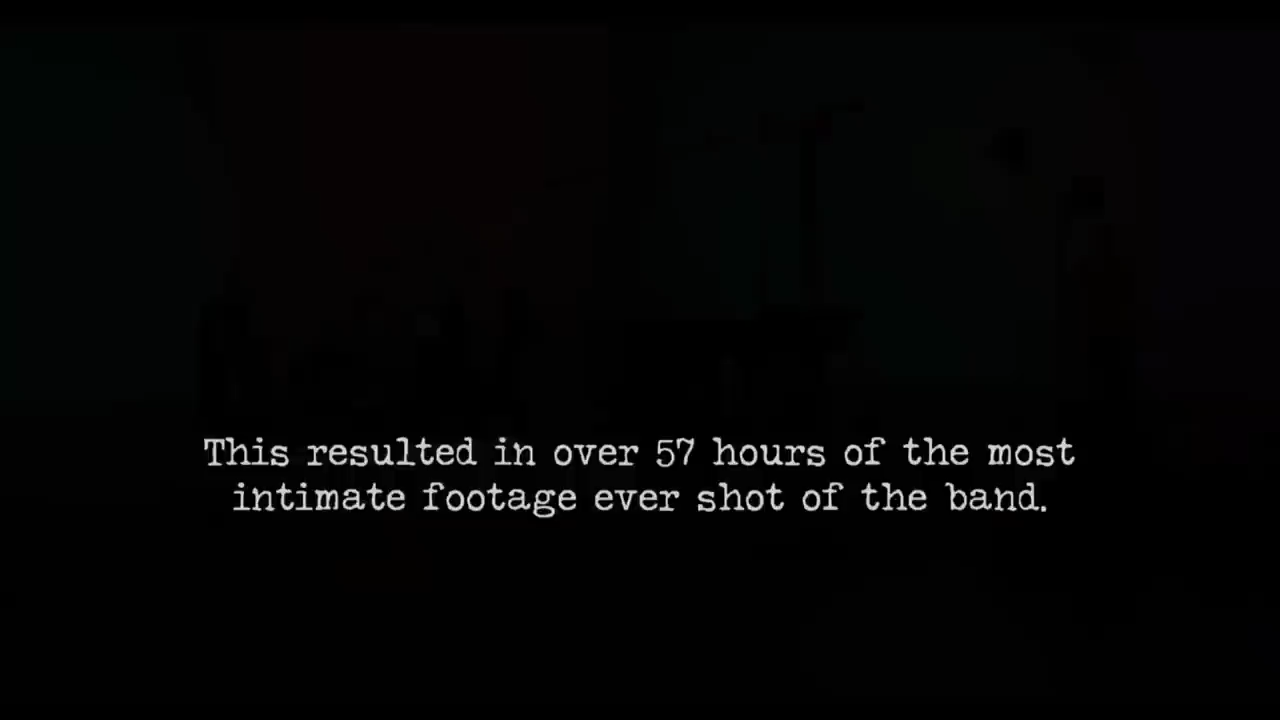 This resulted in over 57 hours of the most
intimate footage ever shot of the band.